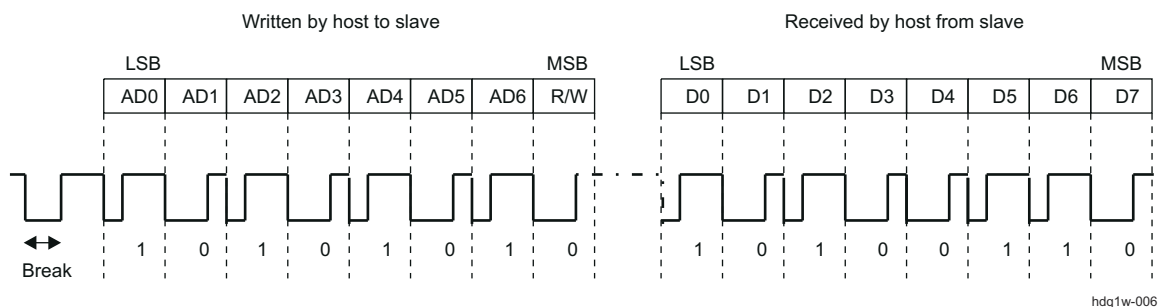 Written by host to slave Received by host from slave
LSB MSB LSB MSB
AD0 AD1 AD2 AD3 AD4 AD5 AD6 R/W D0 D1 D2 D3 D4 D5 D6 D7
1 0 1 0 1 0 1 0 1 0 1 0 0 1 1 0
Break
hdq1w-006